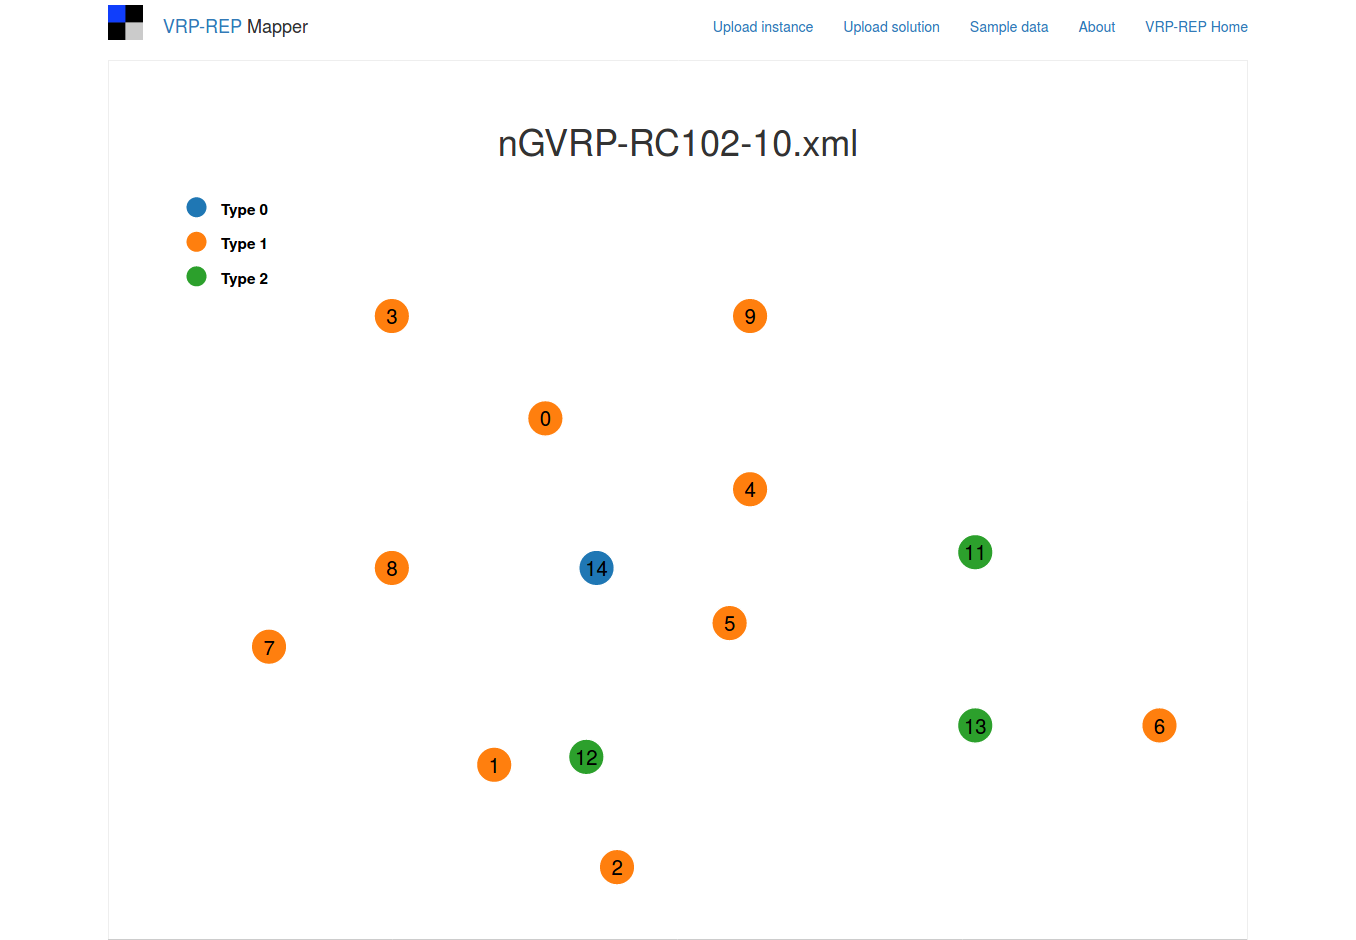 VRP-REP Mapper
Upload instance
Upload solution
Sample data
About
VRP-REP Home
nGVRP-RC102-10.xml
Type 0
Type 1
Type 2
3
9
0
4
11
8
14
5
7
13
6
12
1
2